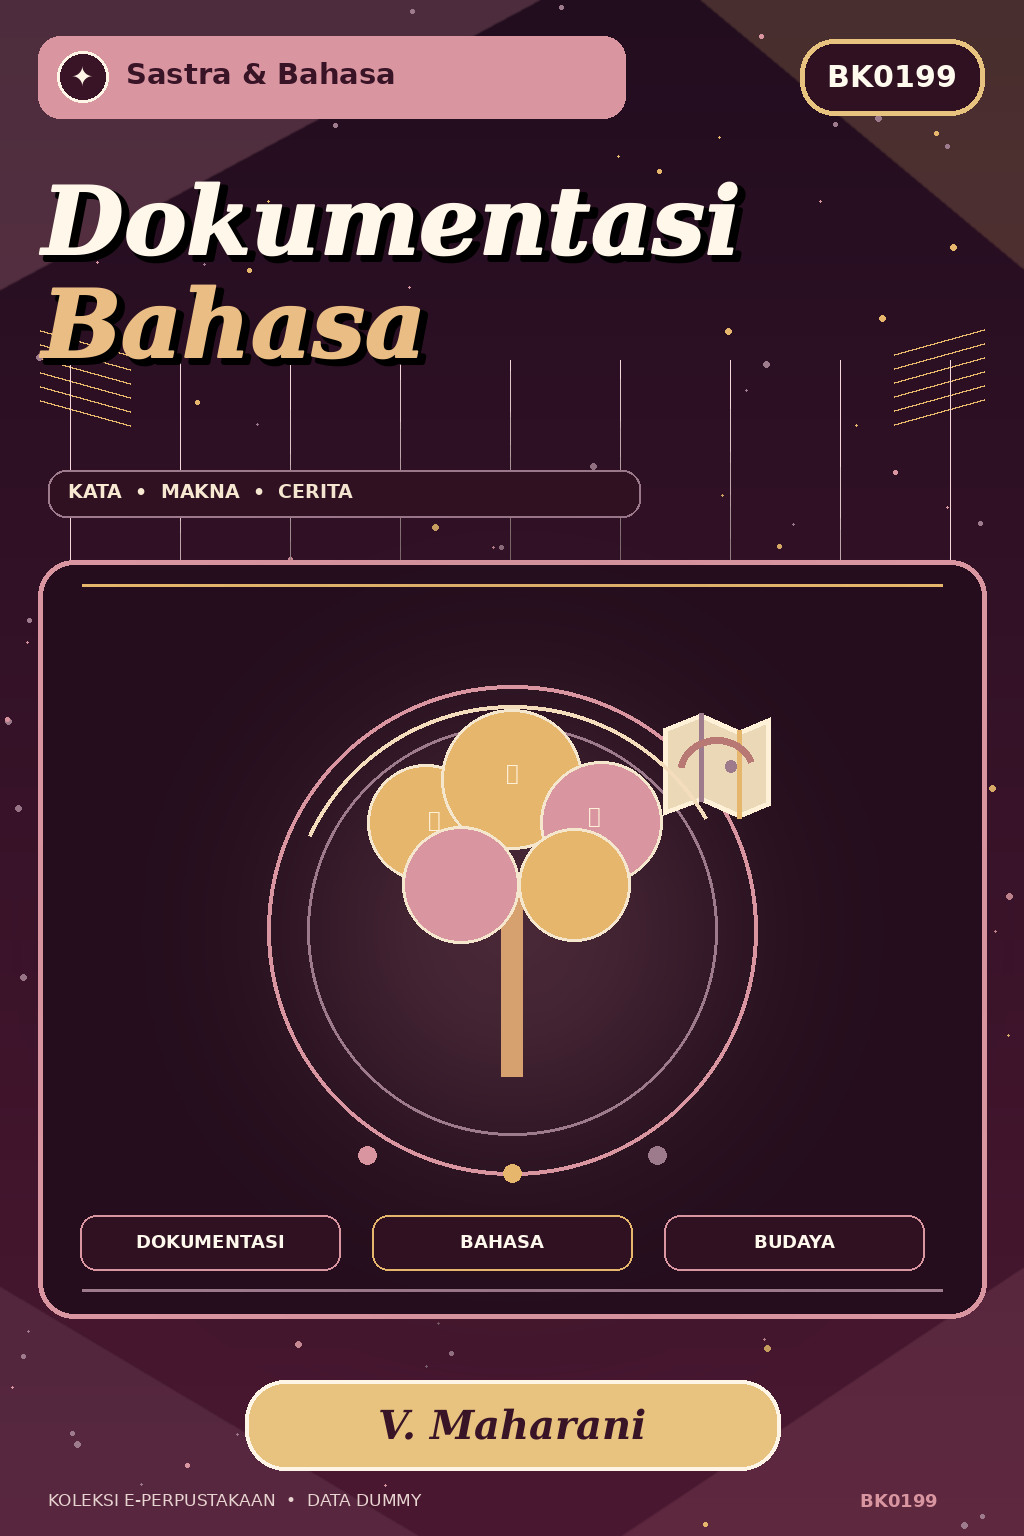 Sastra & Bahasa
BK0199
Dokumentasi
Bahasa
KATA • MAKNA • CERITA
DOKUMENTASI
BAHASA
BUDAYA
V. Maharani
KOLEKSI E-PERPUSTAKAAN • DATA DUMMY
BK0199